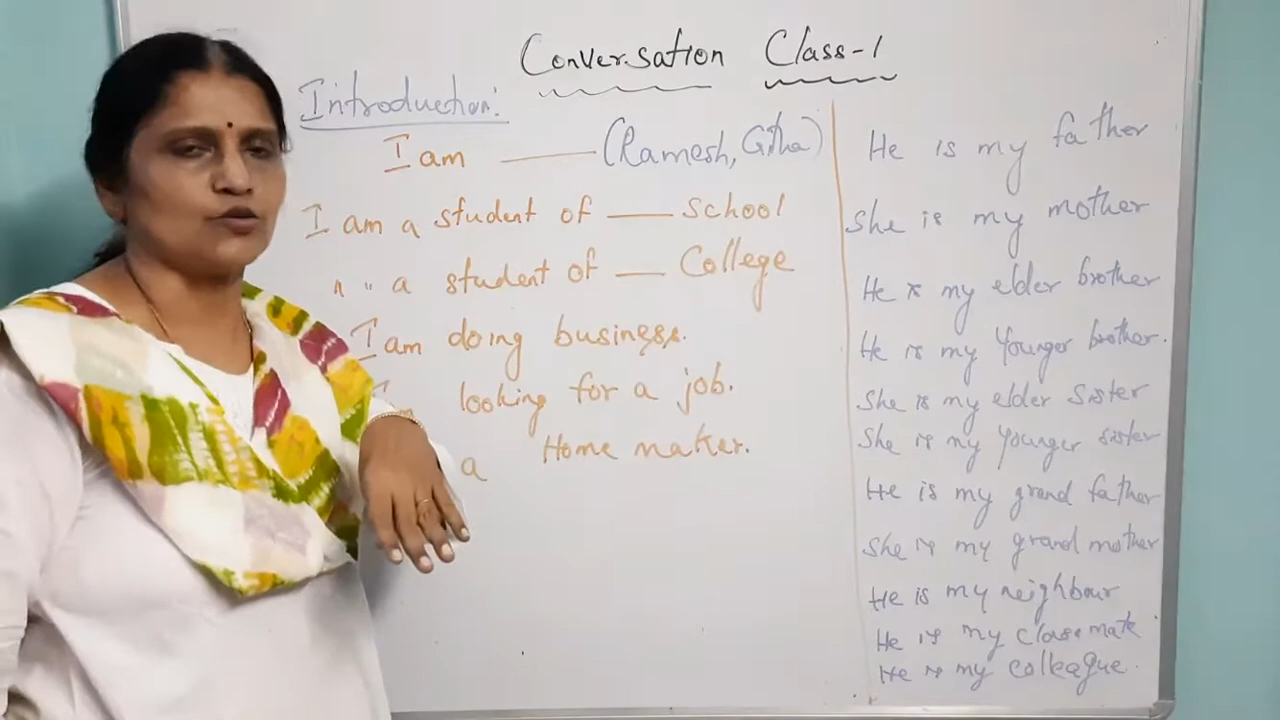 Conversation Class-1
Introduction:
I am ——— (Ramesh, Githa)
I am a student of —— school
" " a student of —— College
I am doing business.
looking for a job.
a Home maker.
He is my father
She is my mother
He is my elder brother
He is my Younger brother.
She is my elder sister
She is my younger sister
He is my grand father
She is my grand mother
He is my neighbour
He is my classmate
He is my colleague.